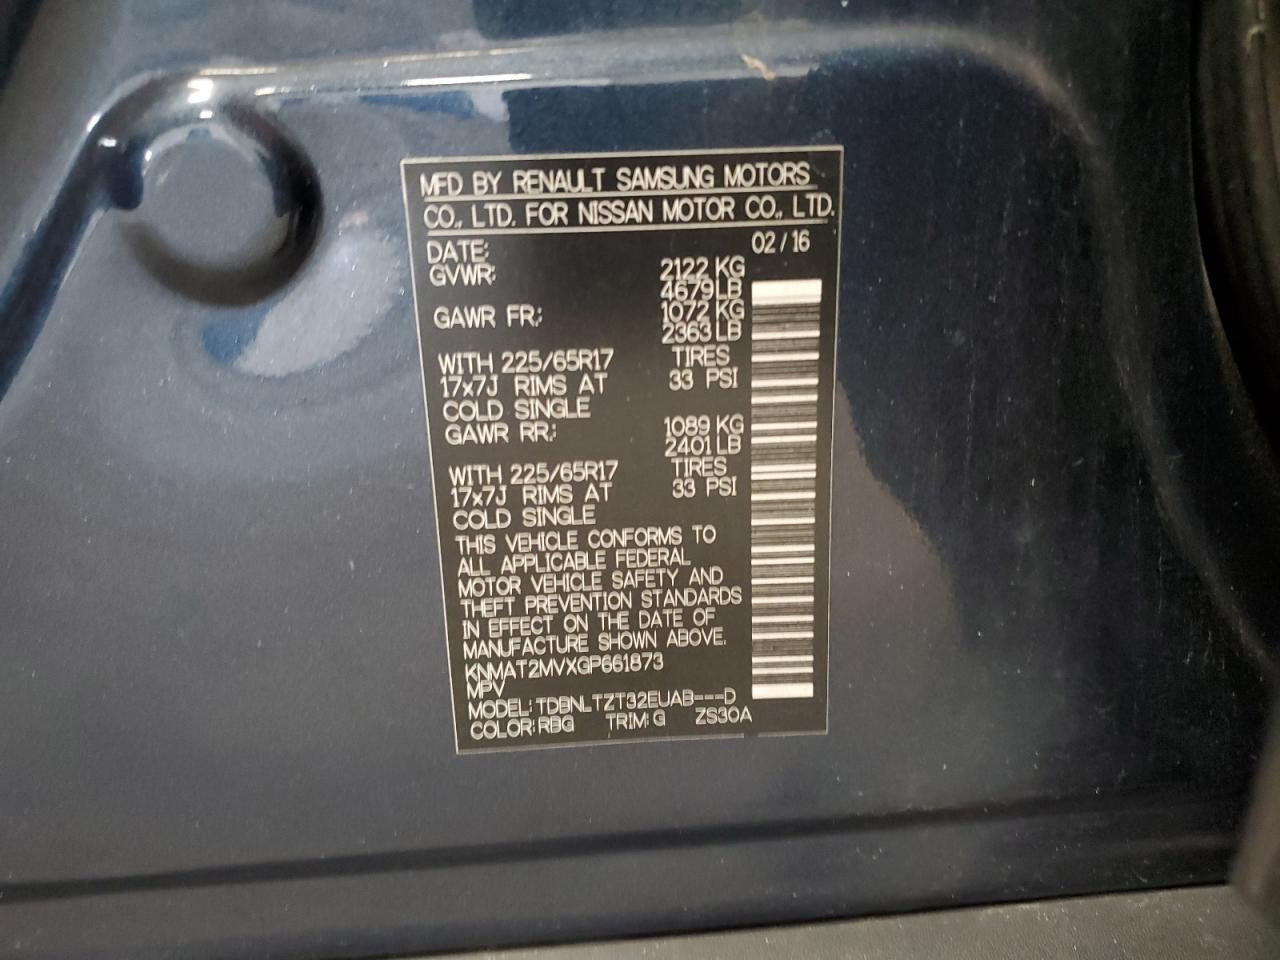 MFD BY RENAULT SAMSUNG MOTORS
CO., LTD. FOR NISSAN MOTOR CO., LTD.
DATE: 02/16
GVWR: 2122 KG
4679 LB
GAWR FR: 1072 KG
2363 LB
WITH 225/65R17 TIRES
17x7J RIMS AT 33 PSI
COLD SINGLE
GAWR RR: 1089 KG
2401 LB
WITH 225/65R17 TIRES
17x7J RIMS AT 33 PSI
COLD SINGLE
THIS VEHICLE CONFORMS TO
ALL APPLICABLE FEDERAL
MOTOR VEHICLE SAFETY AND
THEFT PREVENTION STANDARDS
IN EFFECT ON THE DATE OF
MANUFACTURE SHOWN ABOVE.
KNMAT2MVXGP661873
MPV
MODEL: TDBNLTZT32EUAB---D
COLOR: RBG TRIM: G ZS30A